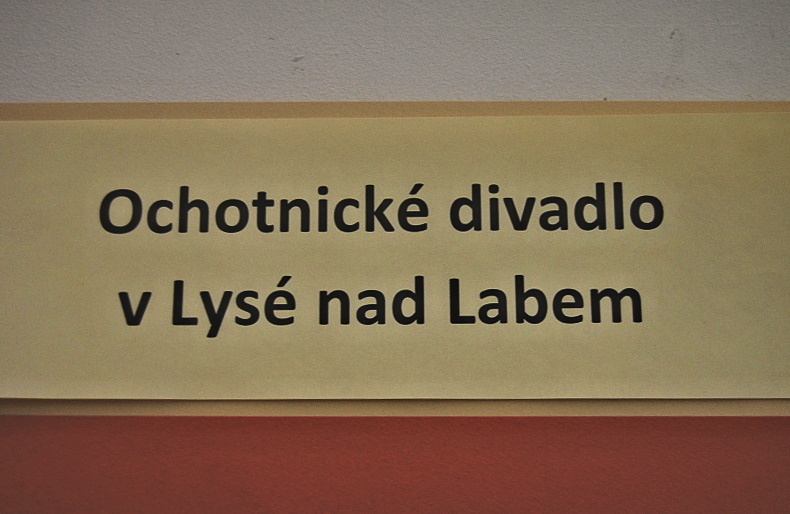 Ochotnické divadlo
v Lysé nad Labem